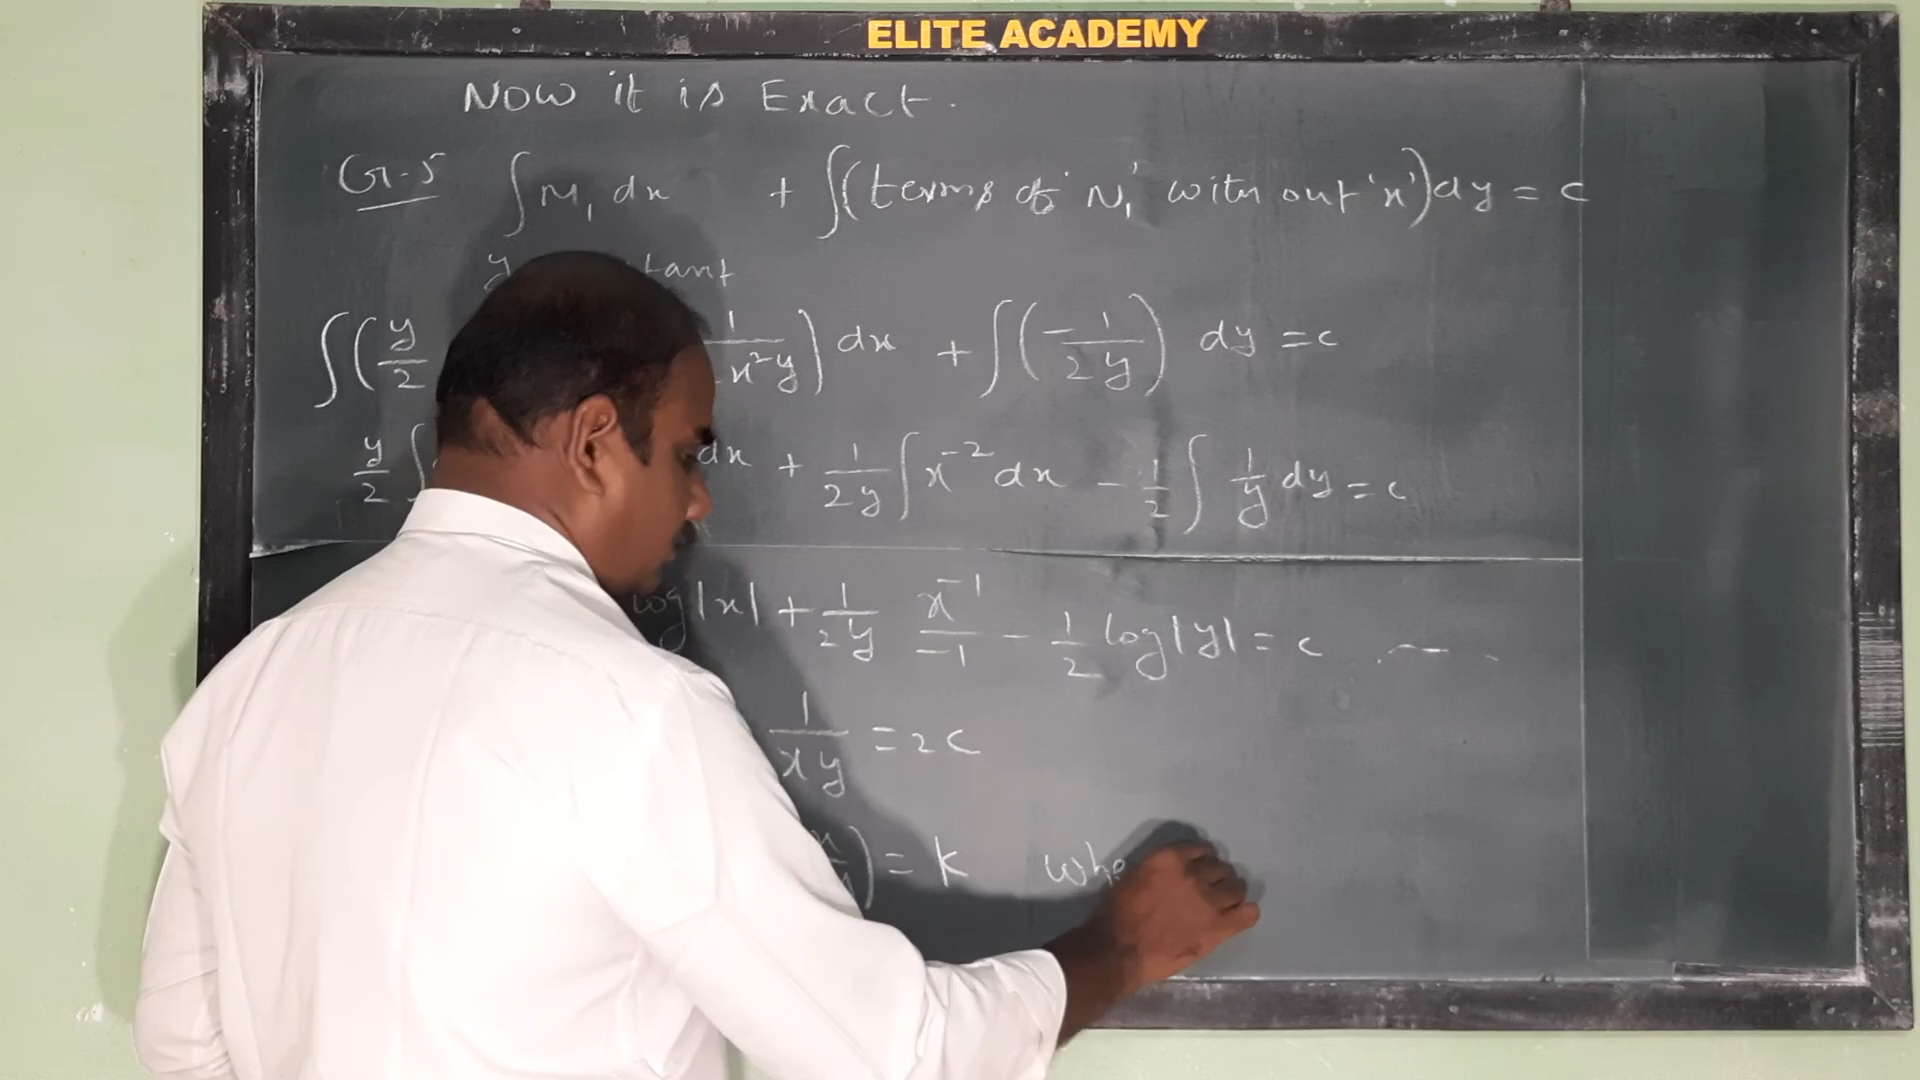 ELITE ACADEMY
NOW it is Exact.
G.S ∫ M₁ dx + ∫(terms of 'N₁' with out 'x')dy = c
y tant
∫(y/2 1/x²y) dx + ∫(-1/2y) dy = c
y/2 ∫ dx + 1/2y ∫ x⁻² dx - 1/2 ∫ 1/y dy = c
log|x| + 1/2y x⁻¹/-1 - 1/2 log|y| = c
1/xy = 2c
) = k